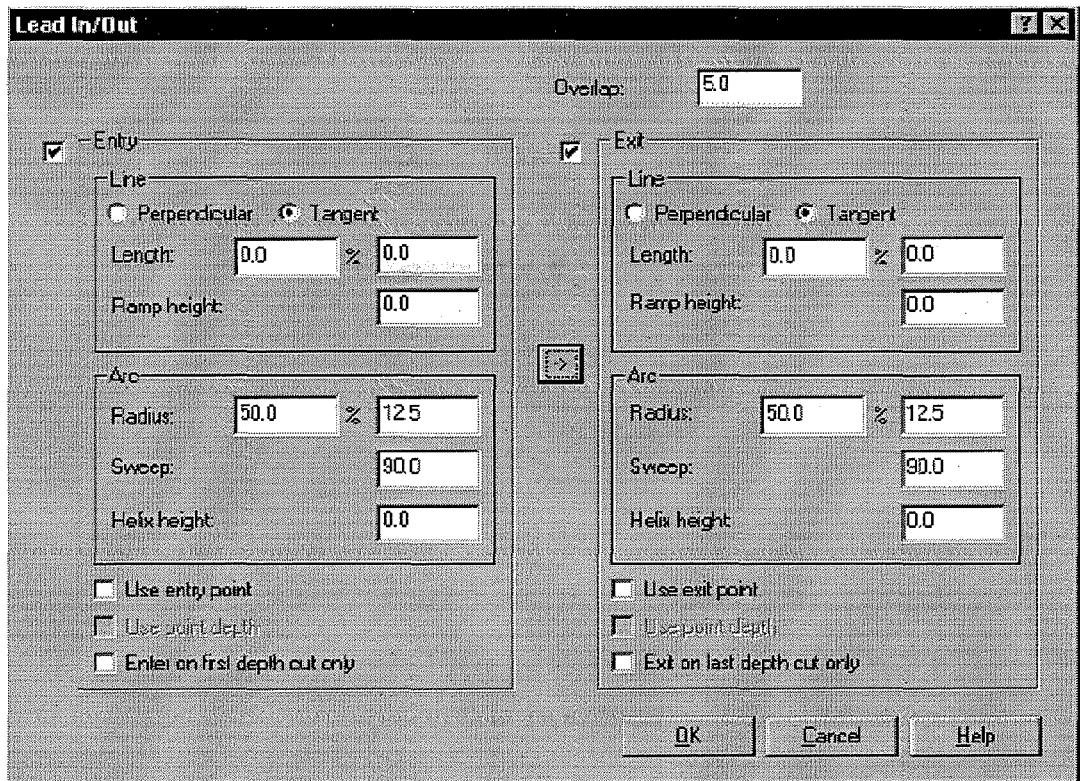 Lead In/Out
Overlap: 5.0
Entry
Line
Perpendicular Tangent
Length: 0.0 % 0.0
Ramp height: 0.0
Arc
Radius: 50.0 % 12.5
Sweep: 90.0
Helix height: 0.0
Use entry point
Use point depth
Enter on first depth cut only
->
Exit
Line
Perpendicular Tangent
Length: 0.0 % 0.0
Ramp height: 0.0
Arc
Radius: 50.0 % 12.5
Sweep: 90.0
Helix height: 0.0
Use exit point
Use point depth
Exit on last depth cut only
OK Cancel Help